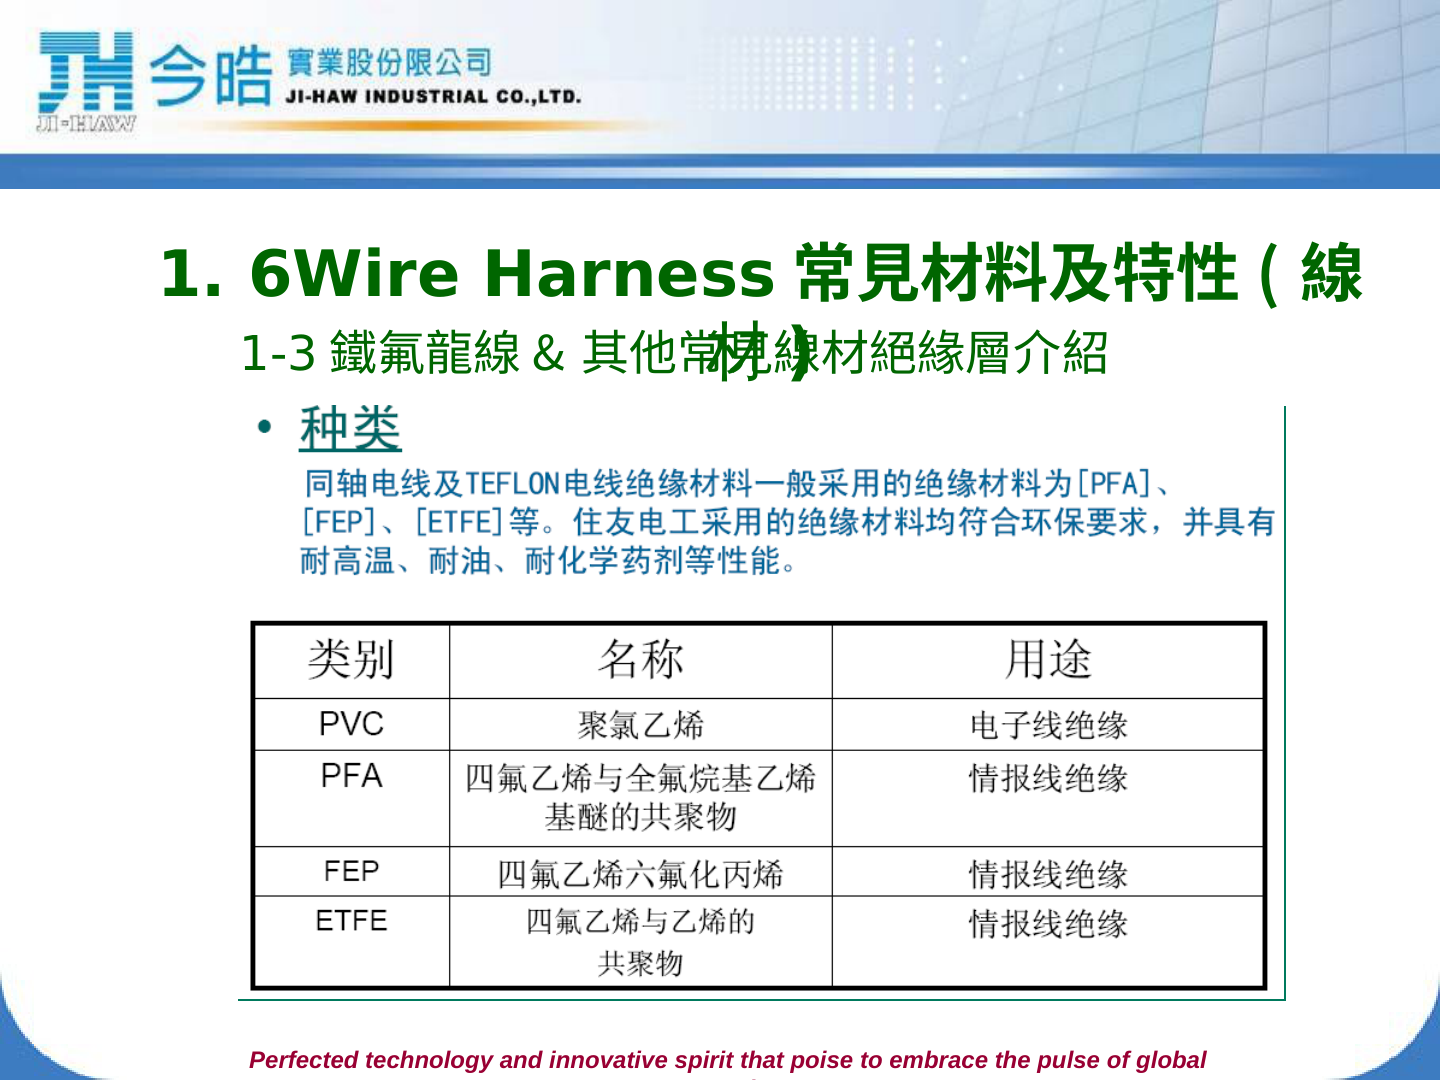 今皓 實業股份限公司
JI-HAW INDUSTRIAL CO.,LTD.
JI-HAW
1. 6Wire Harness 常見材料及特性 ( 線
材 )
1-3 鐵氟龍線 & 其他常見線材絕緣層介紹
• 种类
同轴电线及TEFLON电线绝缘材料一般采用的绝缘材料为[PFA]、
[FEP]、[ETFE]等。住友电工采用的绝缘材料均符合环保要求，并具有
耐高温、耐油、耐化学药剂等性能。
类别 名称 用途
PVC 聚氯乙烯 电子线绝缘
PFA 四氟乙烯与全氟烷基乙烯 情报线绝缘
基醚的共聚物
FEP 四氟乙烯六氟化丙烯 情报线绝缘
ETFE 四氟乙烯与乙烯的 情报线绝缘
共聚物
Perfected technology and innovative spirit that poise to embrace the pulse of global